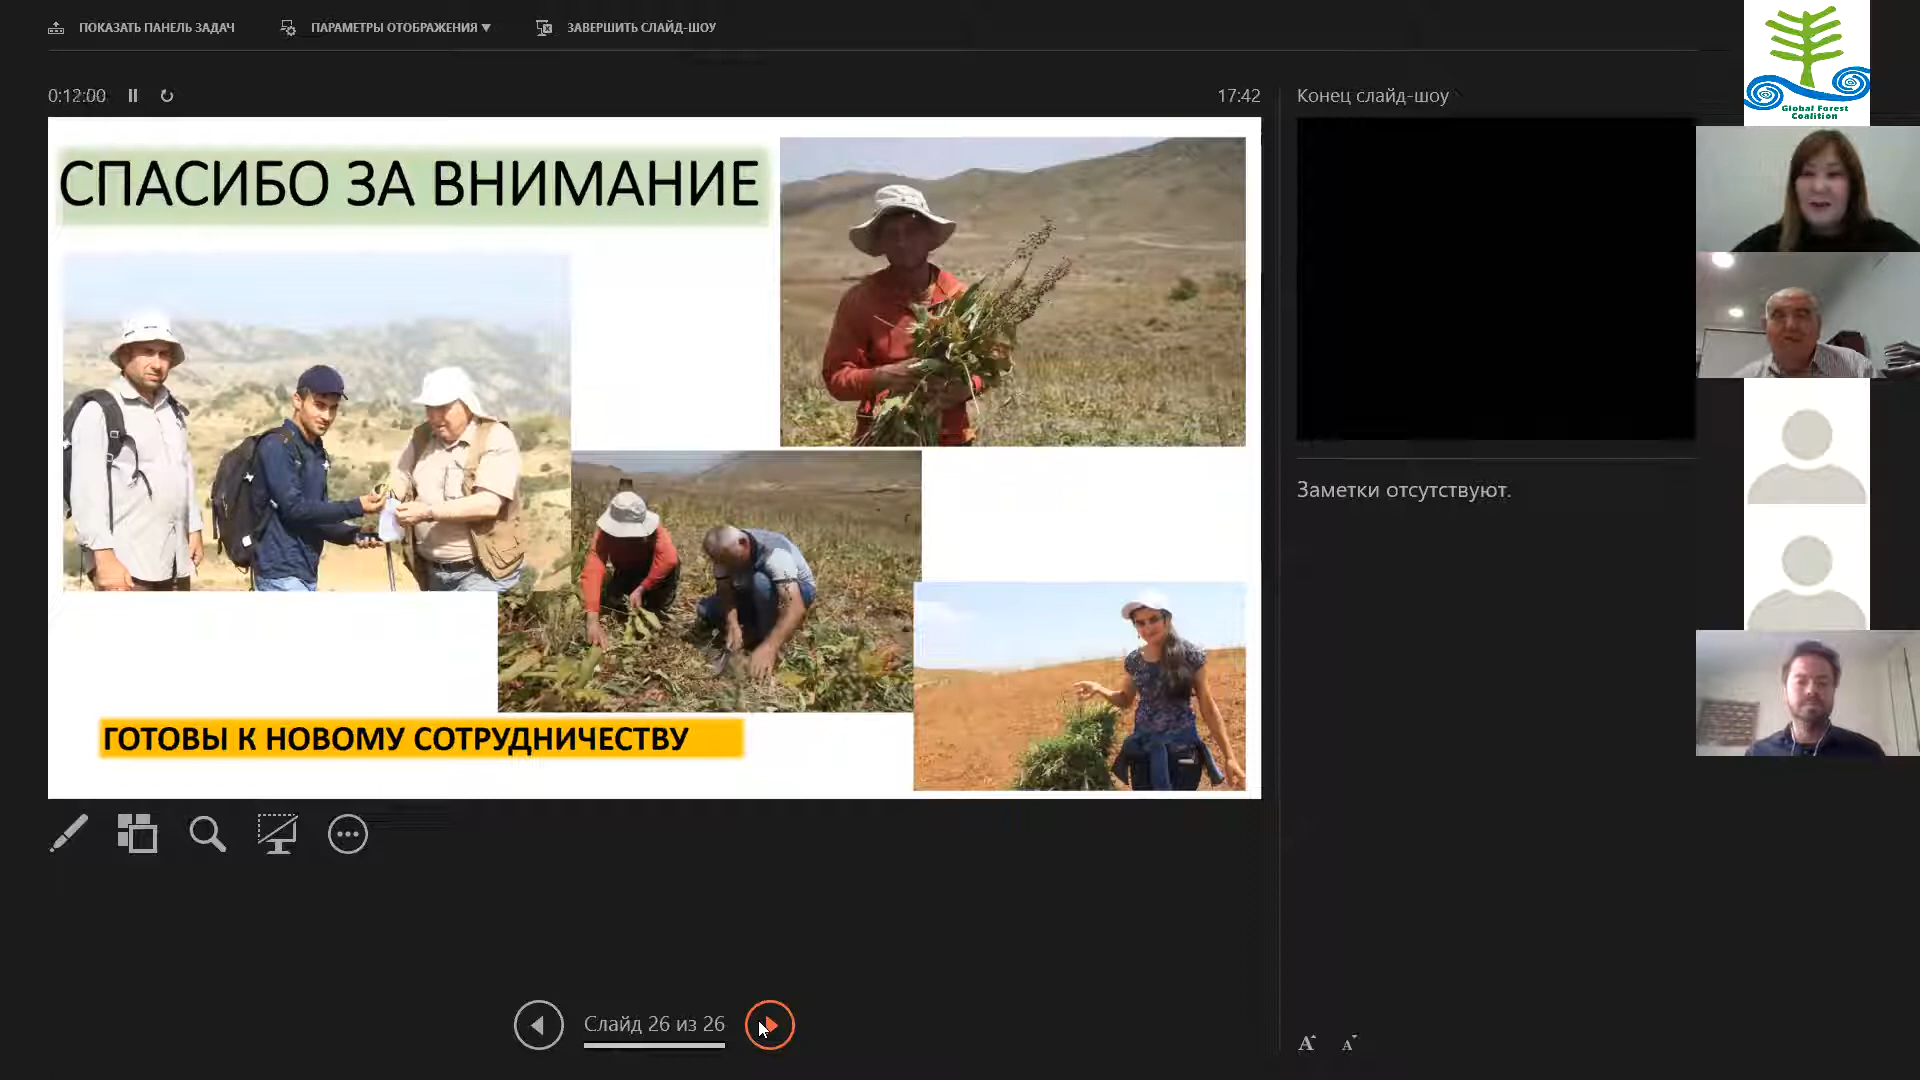 ПОКАЗАТЬ ПАНЕЛЬ ЗАДАЧ
ПАРАМЕТРЫ ОТОБРАЖЕНИЯ ▼
ЗАВЕРШИТЬ СЛАЙД-ШОУ
0:12:00
17:42
Конец слайд-шоу
Global Forest
Coalition
СПАСИБО ЗА ВНИМАНИЕ
ГОТОВЫ К НОВОМУ СОТРУДНИЧЕСТВУ
Заметки отсутствуют.
Слайд 26 из 26
A A